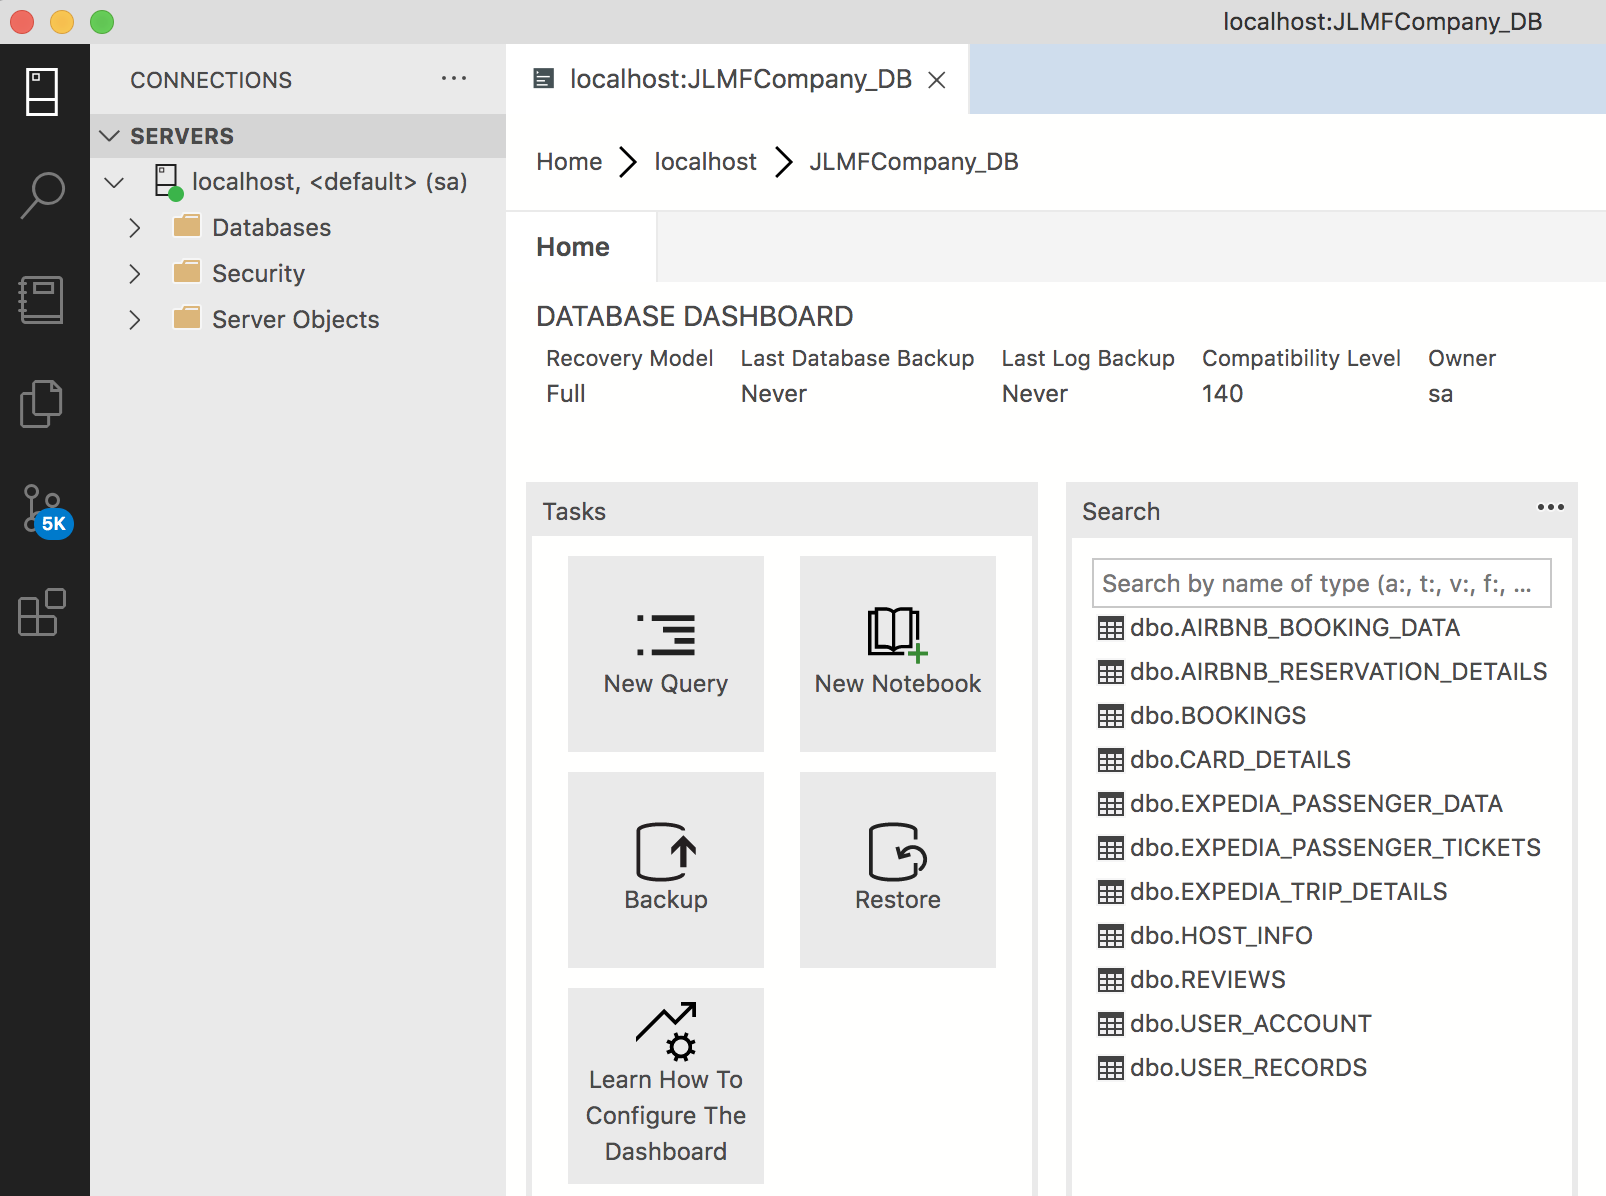 localhost:JLMFCompany_DB
CONNECTIONS
localhost:JLMFCompany_DB
SERVERS
localhost, <default> (sa)
Databases
Security
Server Objects
5K
Home localhost JLMFCompany_DB
Home
DATABASE DASHBOARD
Recovery Model Last Database Backup Last Log Backup Compatibility Level Owner
Full Never Never 140 sa
Tasks
New Query New Notebook
Backup Restore
Learn How To
Configure The
Dashboard
Search
Search by name of type (a:, t:, v:, f:, ...
dbo.AIRBNB_BOOKING_DATA
dbo.AIRBNB_RESERVATION_DETAILS
dbo.BOOKINGS
dbo.CARD_DETAILS
dbo.EXPEDIA_PASSENGER_DATA
dbo.EXPEDIA_PASSENGER_TICKETS
dbo.EXPEDIA_TRIP_DETAILS
dbo.HOST_INFO
dbo.REVIEWS
dbo.USER_ACCOUNT
dbo.USER_RECORDS